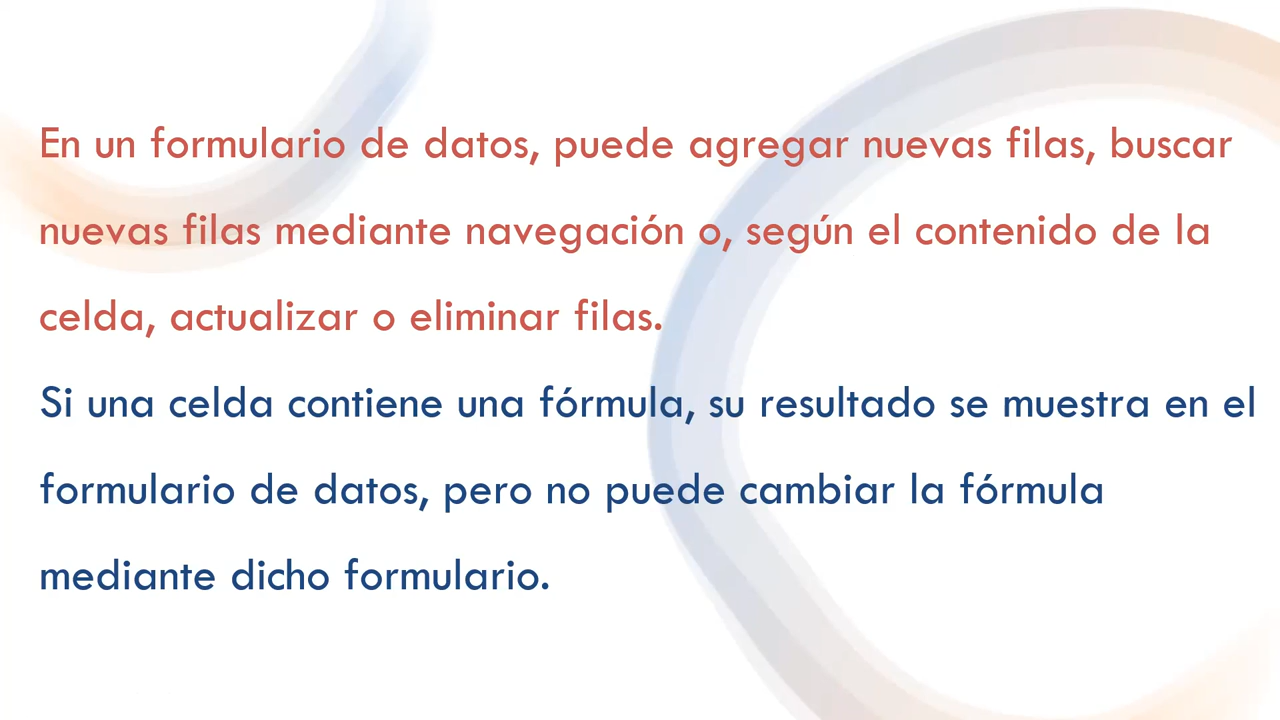 En un formulario de datos, puede agregar nuevas filas, buscar
nuevas filas mediante navegación o, según el contenido de la
celda, actualizar o eliminar filas.
Si una celda contiene una fórmula, su resultado se muestra en el
formulario de datos, pero no puede cambiar la fórmula
mediante dicho formulario.